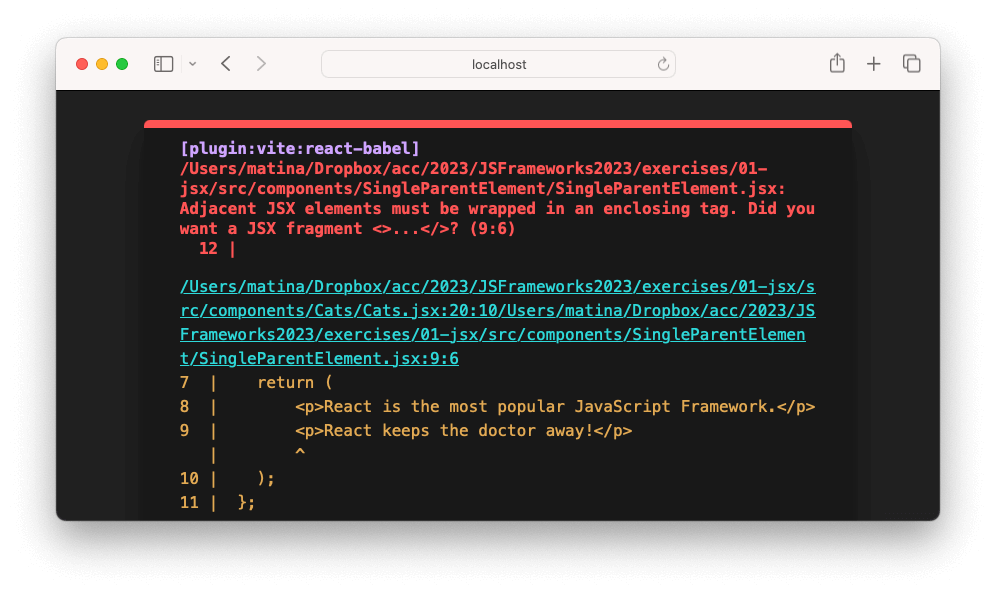 localhost
[plugin:vite:react-babel]
/Users/matina/Dropbox/acc/2023/JSFrameworks2023/exercises/01-
jsx/src/components/SingleParentElement/SingleParentElement.jsx:
Adjacent JSX elements must be wrapped in an enclosing tag. Did you
want a JSX fragment <>...</>? (9:6)
  12 |
/Users/matina/Dropbox/acc/2023/JSFrameworks2023/exercises/01-jsx/s
rc/components/Cats/Cats.jsx:20:10/Users/matina/Dropbox/acc/2023/JS
Frameworks2023/exercises/01-jsx/src/components/SingleParentElemen
t/SingleParentElement.jsx:9:6
7  |    return (
8  |        <p>React is the most popular JavaScript Framework.</p>
9  |        <p>React keeps the doctor away!</p>
   |        ^
10 |    );
11 |  };